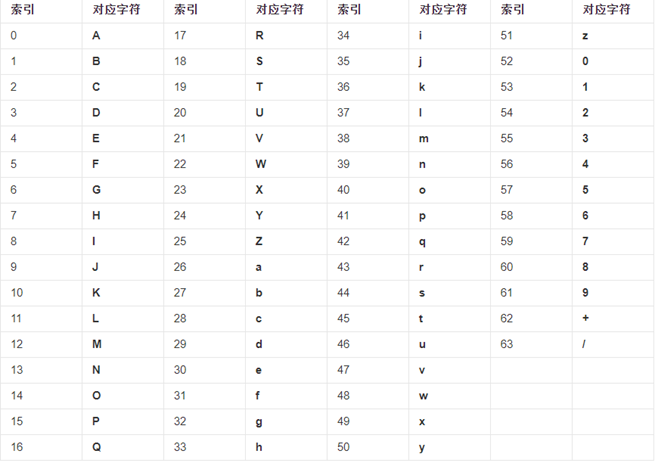 索引 对应字符 索引 对应字符 索引 对应字符 索引 对应字符
0 A 17 R 34 i 51 z
1 B 18 S 35 j 52 0
2 C 19 T 36 k 53 1
3 D 20 U 37 l 54 2
4 E 21 V 38 m 55 3
5 F 22 W 39 n 56 4
6 G 23 X 40 o 57 5
7 H 24 Y 41 p 58 6
8 I 25 Z 42 q 59 7
9 J 26 a 43 r 60 8
10 K 27 b 44 s 61 9
11 L 28 c 45 t 62 +
12 M 29 d 46 u 63 /
13 N 30 e 47 v
14 O 31 f 48 w
15 P 32 g 49 x
16 Q 33 h 50 y